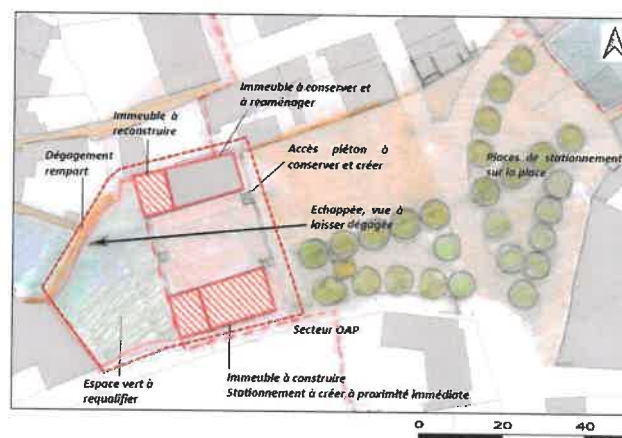 Immeuble à conserver et
à réaménager
Immeuble à
reconstruire
Dégagement
rempart
Accès piéton à
conserver et créer
Places de stationnement
sur la place
Echappée, vue à
laisser dégagée
Secteur OAP
Espace vert à
requalifier
Immeuble à construire
Stationnement à créer à proximité immédiate
0 20 40